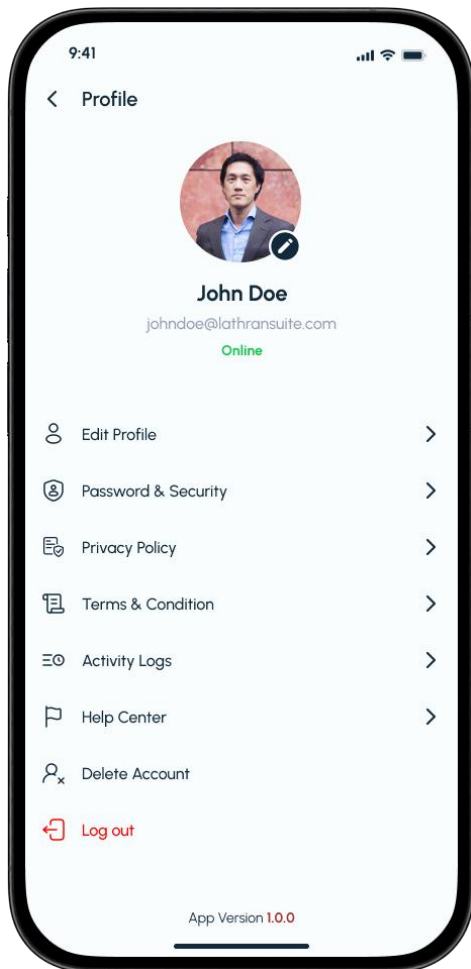 9:41
Profile
John Doe
johndoe@lathransuite.com
Online
Edit Profile
Password & Security
Privacy Policy
Terms & Condition
Activity Logs
Help Center
Delete Account
Log out
App Version 1.0.0